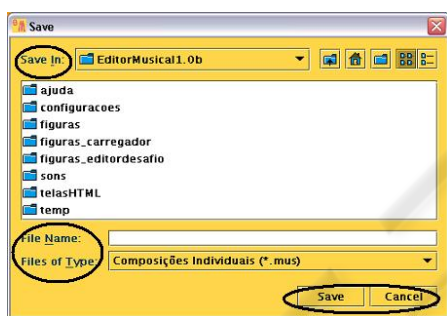 Save
Save In: EditorMusical1.0b
ajuda
configuracoes
figuras
figuras_carregador
figuras_editordesafio
sons
telasHTML
temp
File Name:
Files of Type: Composições Individuais (*.mus)
Save Cancel